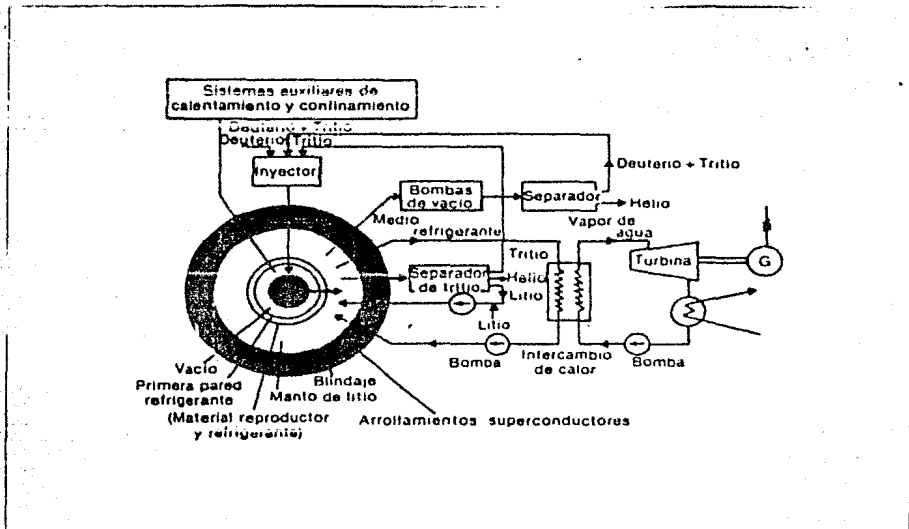 Sistemas auxiliares de
calentamiento y confinamiento
Deuterio + Tritio
Deuterio Tritio
Inyector
Deuterio + Tritio
Bombas
de vacío
Separador
Helio
Medio
refrigerante
Vapor de
agua
Tritio
Turbina
G
Separador
de tritio
Helio
Litio
Litio
Bomba
Intercambio
de calor
Bomba
Vacío
Primera pared
refrigerante
Blindaje
Manto de litio
(Material reproductor
y refrigerante)
Arrollamientos superconductores